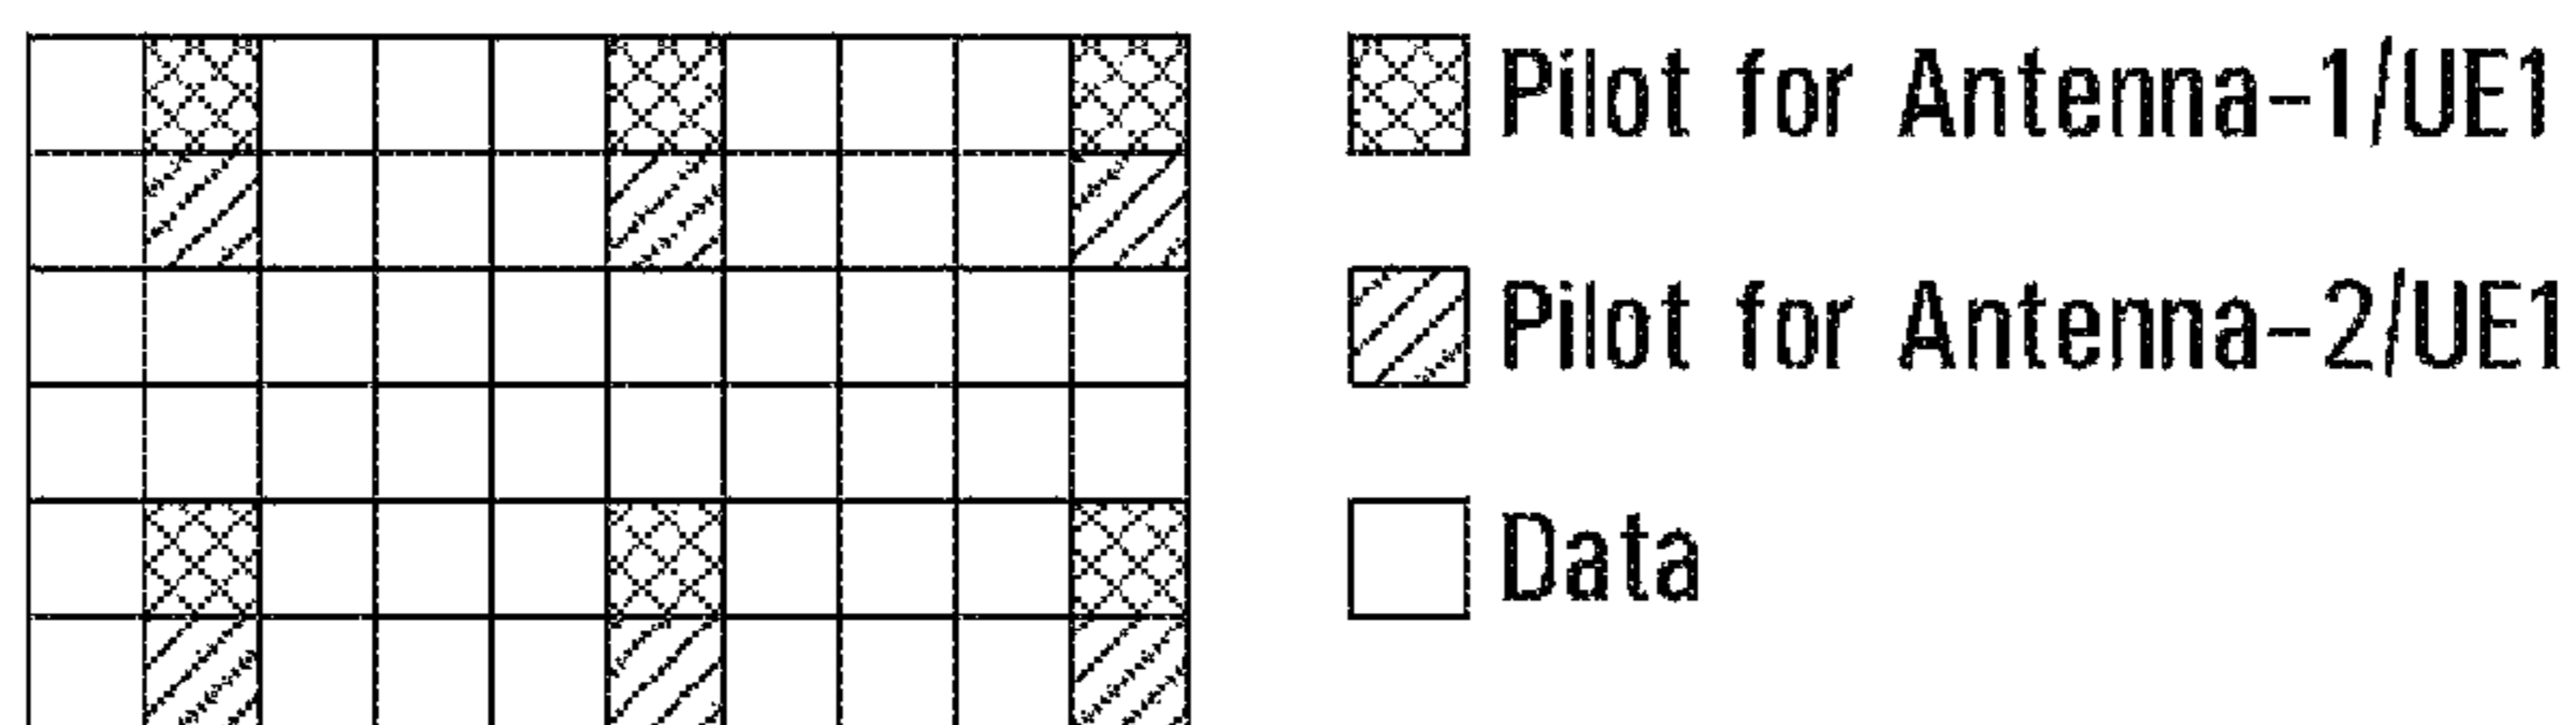 Pilot for Antenna-1/UE1
Pilot for Antenna-2/UE1
Data